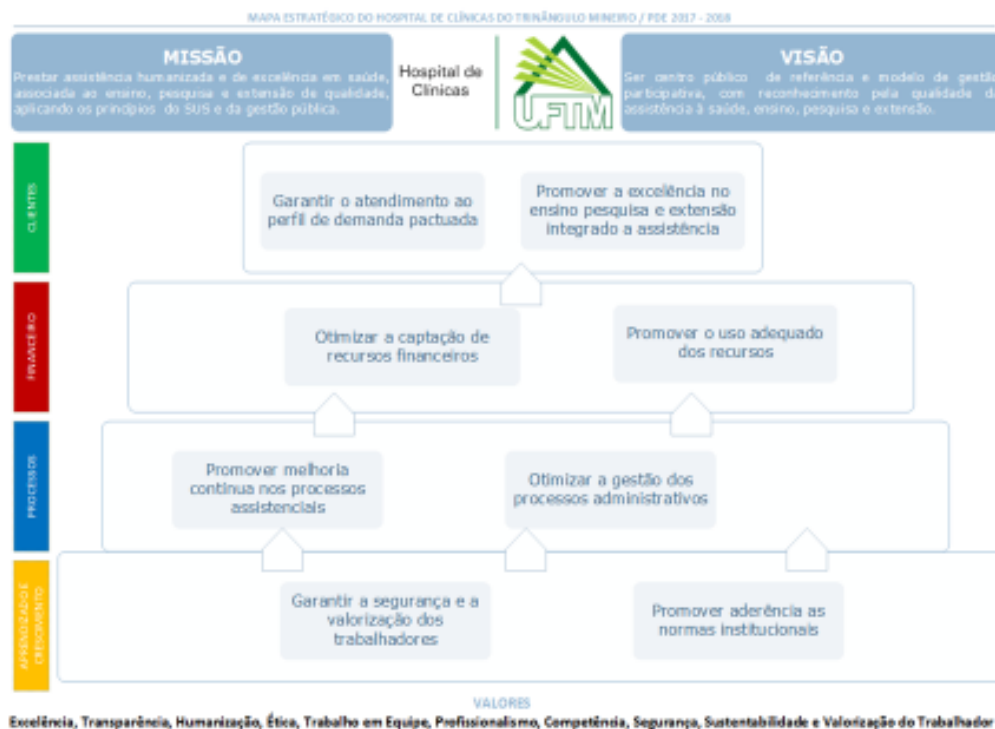 MAPA ESTRATÉGICO DO HOSPITAL DE CLÍNICAS DO TRINÂNGULO MINEIRO / PDE 2017 - 2018
MISSÃO
Prestar assistência humanizada e de excelência em saúde,
associada ao ensino, pesquisa e extensão de qualidade,
aplicando os princípios do SUS e da gestão pública.
Hospital de
Clínicas
UFTM
VISÃO
Ser centro público de referência e modelo de gestão
participativa, com reconhecimento pela qualidade d
assistência à saúde, ensino, pesquisa e extensão.
CLIENTES
Garantir o atendimento ao
perfil de demanda pactuada
Promover a excelência no
ensino pesquisa e extensão
integrado a assistência
FINANCEIRO
Otimizar a captação de
recursos financeiros
Promover o uso adequado
dos recursos
PROCESSOS
Promover melhoria
continua nos processos
assistenciais
Otimizar a gestão dos
processos administrativos
APRENDIZADO E
CRESCIMENTO
Garantir a segurança e a
valorização dos
trabalhadores
Promover aderência as
normas institucionais
VALORES
Excelência, Transparência, Humanização, Ética, Trabalho em Equipe, Profissionalismo, Competência, Segurança, Sustentabilidade e Valorização do Trabalhador